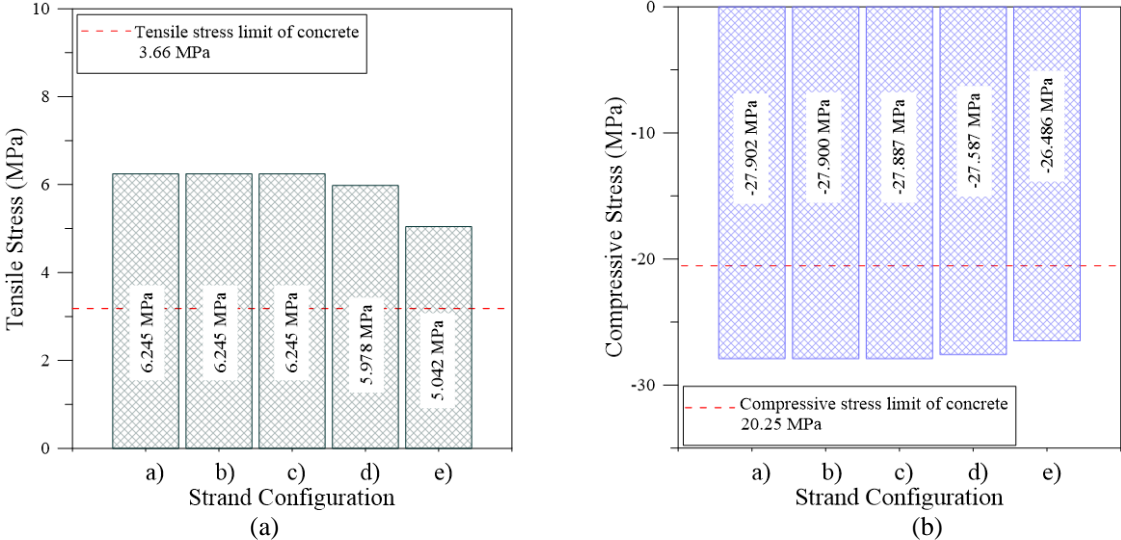 Tensile stress limit of concrete
3.66 MPa
10
8
6
4
2
0
Tensile Stress (MPa)
6.245 MPa
6.245 MPa
6.245 MPa
5.978 MPa
5.042 MPa
a)
b)
c)
d)
e)
Strand Configuration
(a)
0
-10
-20
-30
Compressive Stress (MPa)
-27.902 MPa
-27.900 MPa
-27.887 MPa
-27.587 MPa
-26.486 MPa
Compressive stress limit of concrete
20.25 MPa
a)
b)
c)
d)
e)
Strand Configuration
(b)